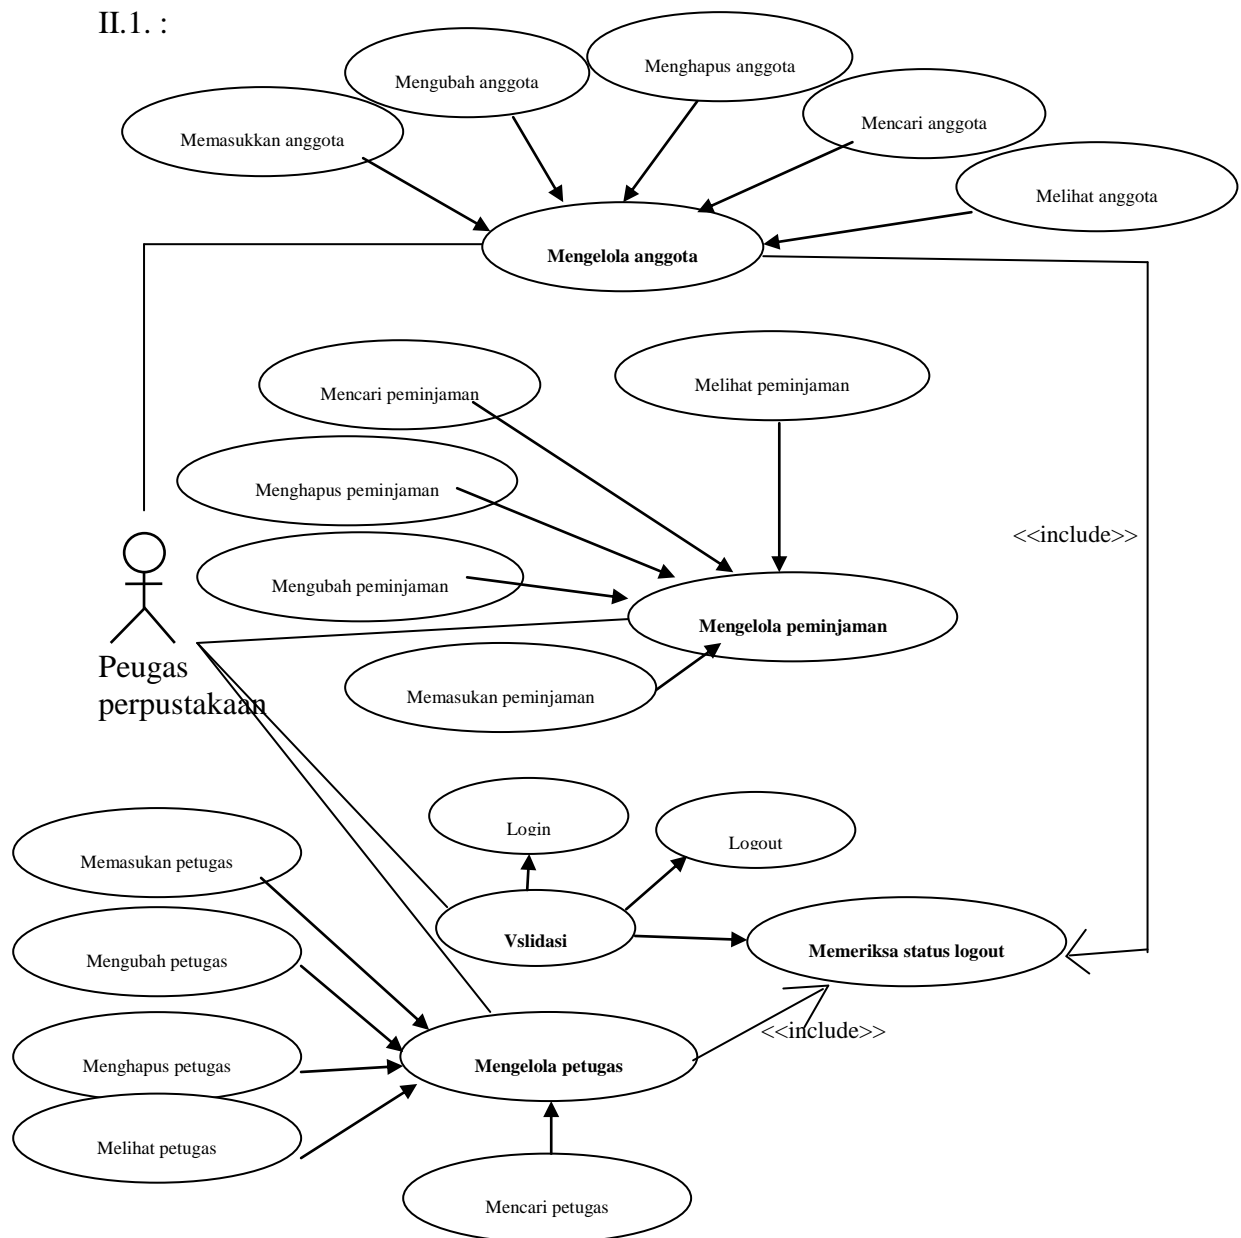 II.1. :
Menghapus anggota
Mengubah anggota
Mencari anggota
Memasukkan anggota
Melihat anggota
Mengelola anggota
Mencari peminjaman
Melihat peminjaman
Menghapus peminjaman
<<include>>
Mengubah peminjaman
Mengelola peminjaman
Peugas
perpustakaan
Memasukan peminjaman
Login
Logout
Memasukan petugas
Vslidasi
Memeriksa status logout
Mengubah petugas
<<include>>
Menghapus petugas
Mengelola petugas
Melihat petugas
Mencari petugas